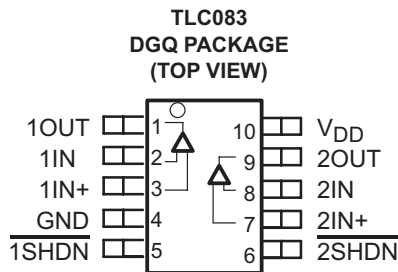 TLC083
DGQ PACKAGE
(TOP VIEW)
1OUT 1 10 VDD
1IN 2 9 2OUT
1IN+ 3 8 2IN
GND 4 7 2IN+
1SHDN 5 6 2SHDN